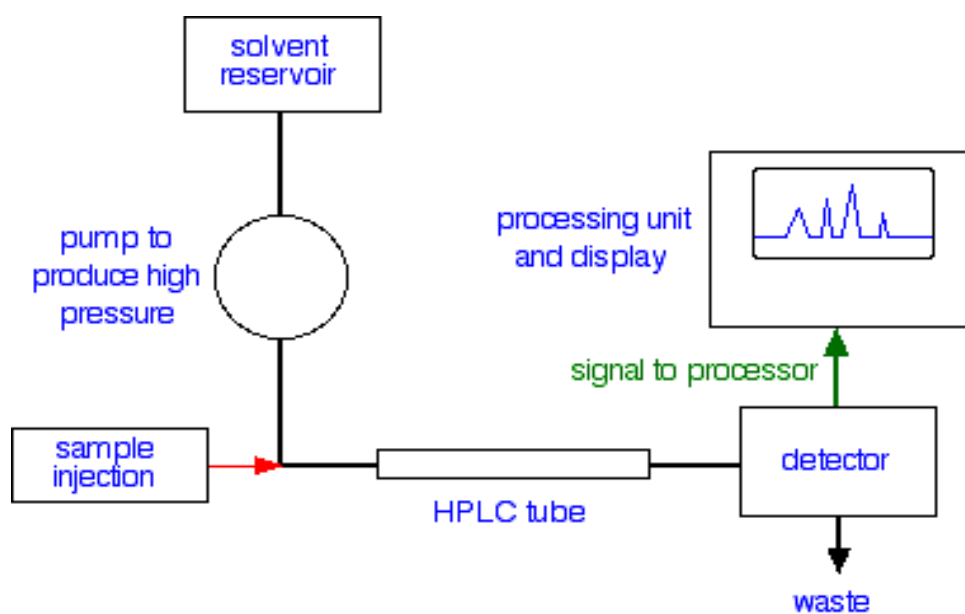 solvent
reservoir
pump to
produce high
pressure
processing unit
and display
signal to processor
sample
injection
HPLC tube
detector
waste